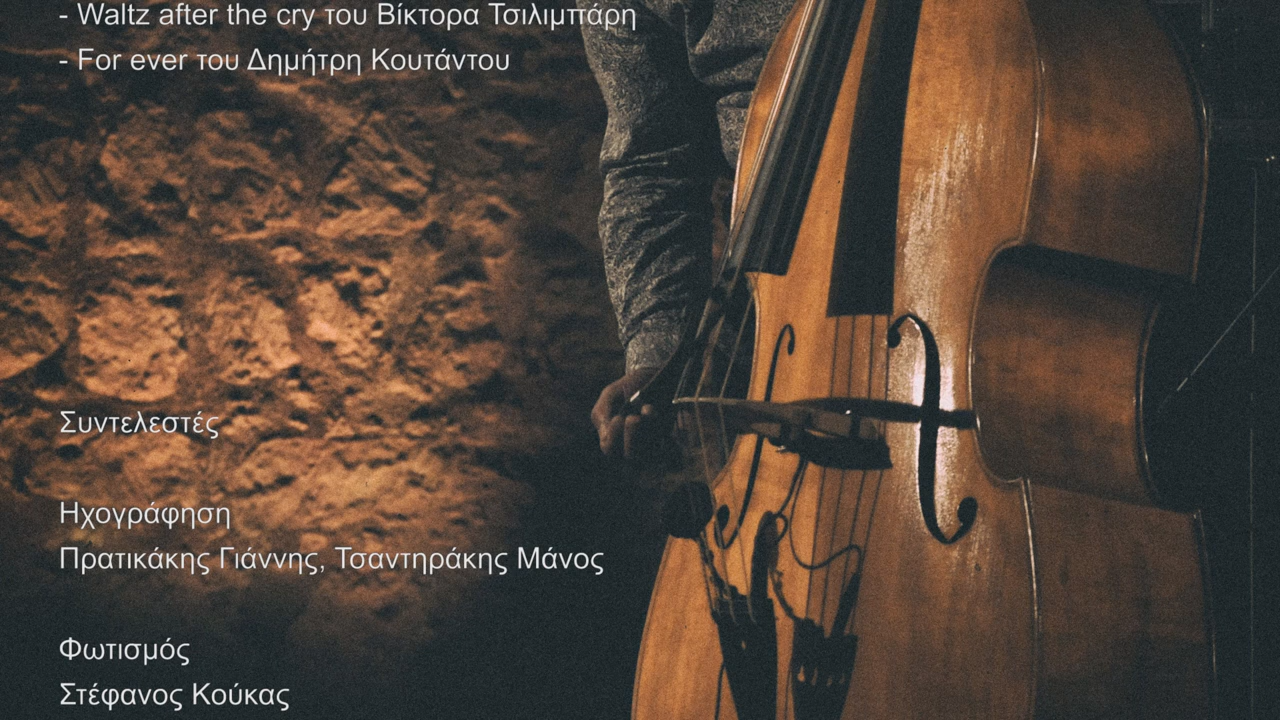 - Waltz after the cry του Βίκτορα Τσιλιμπάρη
- For ever του Δημήτρη Κουτάντου
Συντελεστές
Ηχογράφηση
Πρατικάκης Γιάννης, Τσαντηράκης Μάνος
Φωτισμός
Στέφανος Κούκας